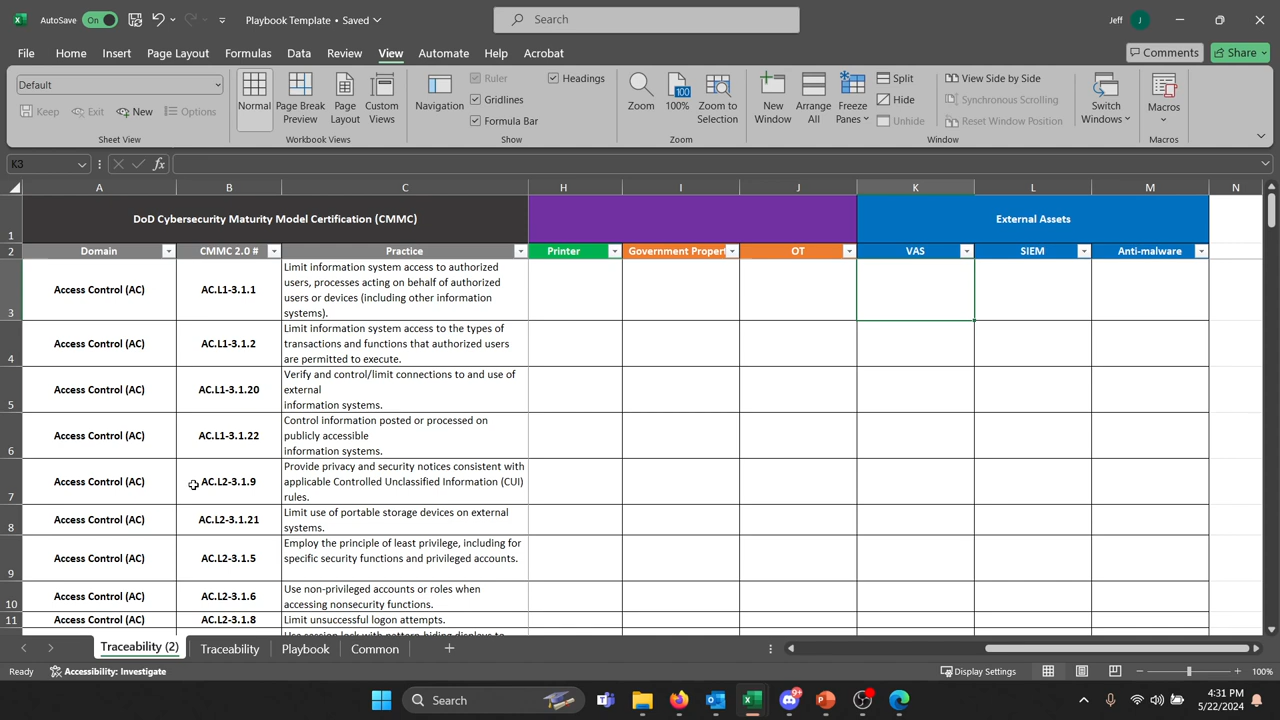 AutoSave On Playbook Template • Saved Search Jeff J
File Home Insert Page Layout Formulas Data Review View Automate Help Acrobat Comments Share
Default
Keep Exit New Options
Sheet View
Normal Page Break Preview Page Layout Custom Views
Workbook Views
Navigation
Ruler Headings
Gridlines
Formula Bar
Show
Zoom 100% Zoom to Selection
100
Zoom
New Window Arrange All Freeze Panes
Split
Hide
Unhide
View Side by Side
Synchronous Scrolling
Reset Window Position
Window
Switch Windows
Macros
Macros
K3 fx
A B C H I J K L M N
1 DoD Cybersecurity Maturity Model Certification (CMMC) External Assets
2 Domain CMMC 2.0 # Practice Printer Government Propert OT VAS SIEM Anti-malware
3 Access Control (AC) AC.L1-3.1.1
Limit information system access to authorized
users, processes acting on behalf of authorized
users or devices (including other information
systems).
4 Access Control (AC) AC.L1-3.1.2
Limit information system access to the types of
transactions and functions that authorized users
are permitted to execute.
5 Access Control (AC) AC.L1-3.1.20
Verify and control/limit connections to and use of
external
information systems.
6 Access Control (AC) AC.L1-3.1.22
Control information posted or processed on
publicly accessible
information systems.
7 Access Control (AC) AC.L2-3.1.9
Provide privacy and security notices consistent with
applicable Controlled Unclassified Information (CUI)
rules.
8 Access Control (AC) AC.L2-3.1.21
Limit use of portable storage devices on external
systems.
9 Access Control (AC) AC.L2-3.1.5
Employ the principle of least privilege, including for
specific security functions and privileged accounts.
10 Access Control (AC) AC.L2-3.1.6
Use non-privileged accounts or roles when
accessing nonsecurity functions.
11 Access Control (AC) AC.L2-3.1.8 Limit unsuccessful logon attempts.
Use session lock with pattern-hiding displays to
Traceability (2) Traceability Playbook Common
Ready Accessibility: Investigate Display Settings 100%
Search
4:31 PM
5/22/2024